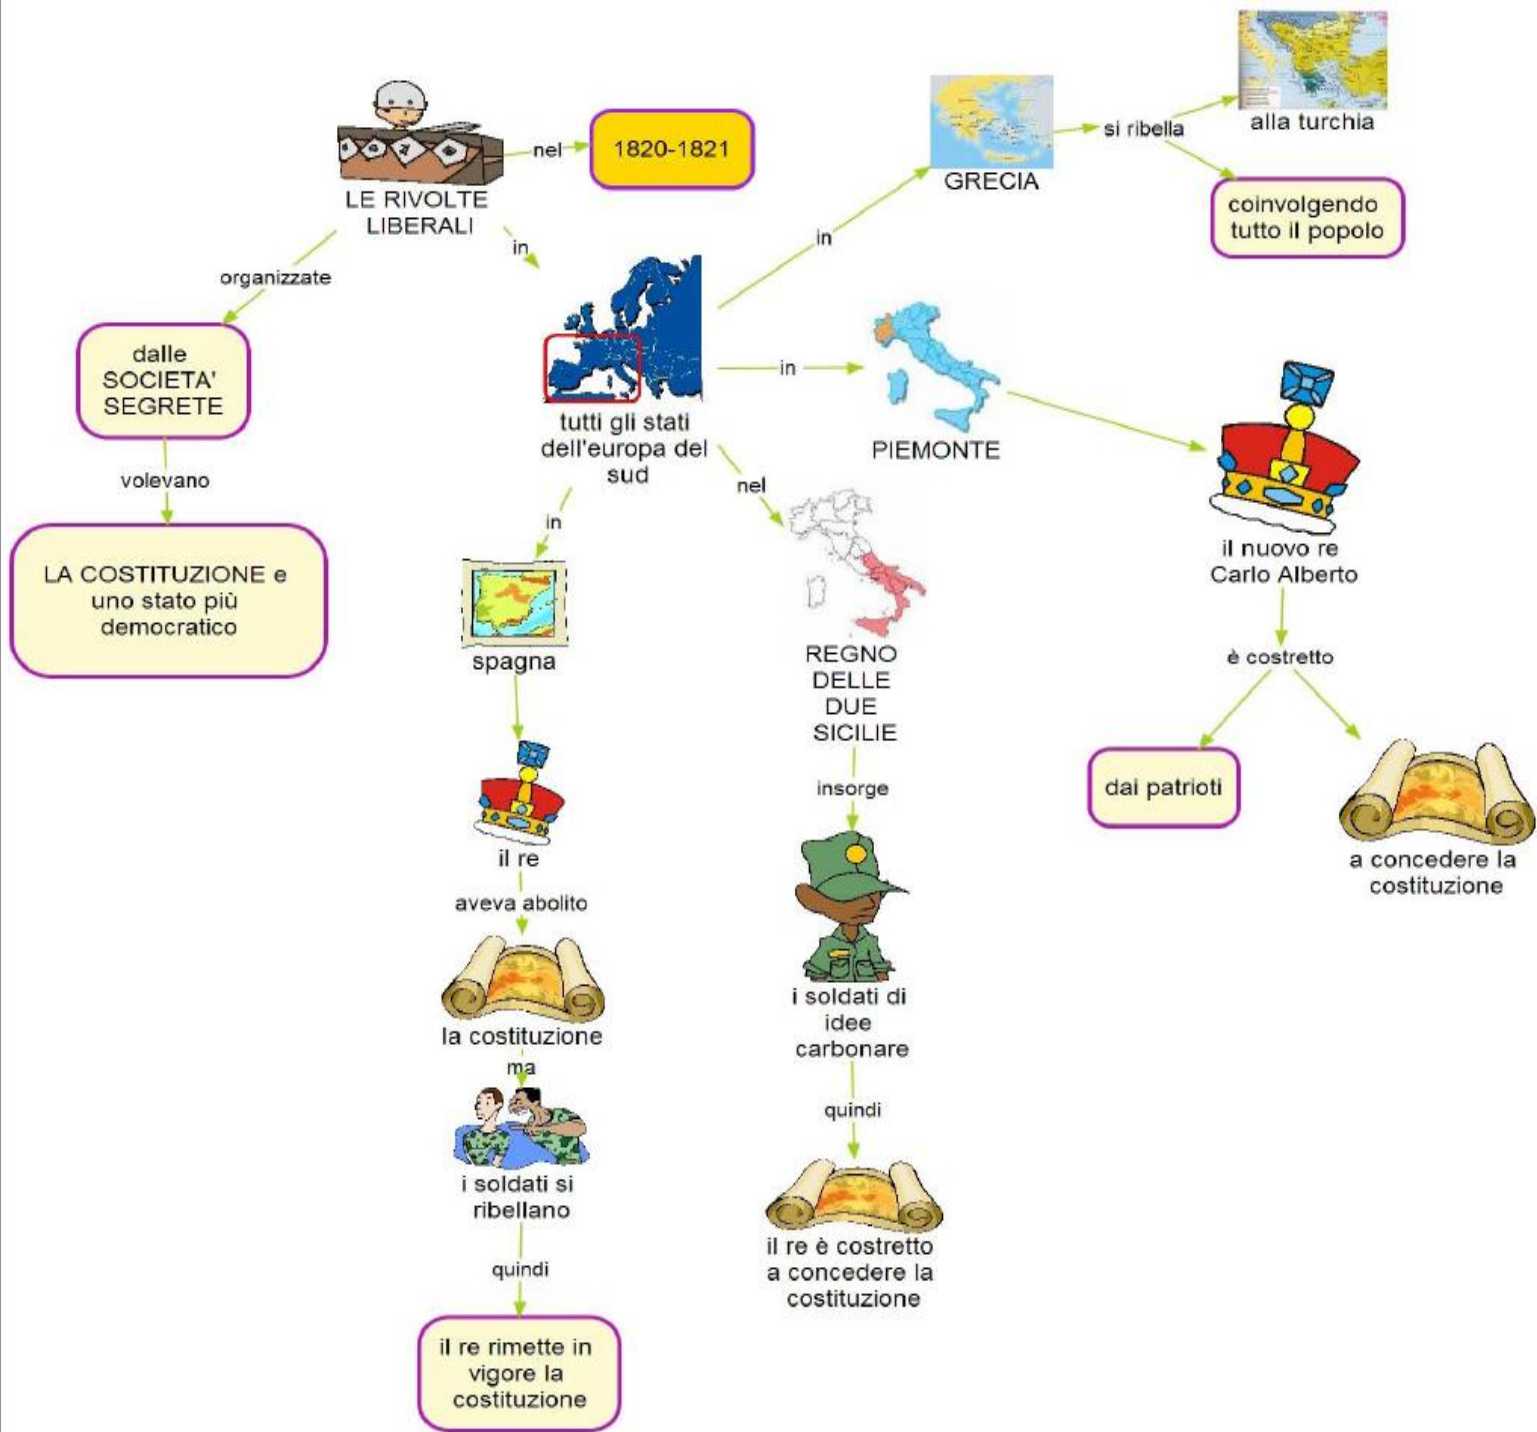 LE RIVOLTE
LIBERALI
nel
1820-1821
organizzate
dalle
SOCIETA'
SEGRETE
volevano
LA COSTITUZIONE e
uno stato più
democratico
in
tutti gli stati
dell'europa del
sud
in
GRECIA
si ribella
alla turchia
coinvolgendo
tutto il popolo
in
PIEMONTE
il nuovo re
Carlo Alberto
è costretto
dai patrioti
a concedere la
costituzione
nel
REGNO
DELLE
DUE
SICILIE
insorge
i soldati di
idee
carbonare
quindi
il re è costretto
a concedere la
costituzione
in
spagna
il re
aveva abolito
la costituzione
ma
i soldati si
ribellano
quindi
il re rimette in
vigore la
costituzione